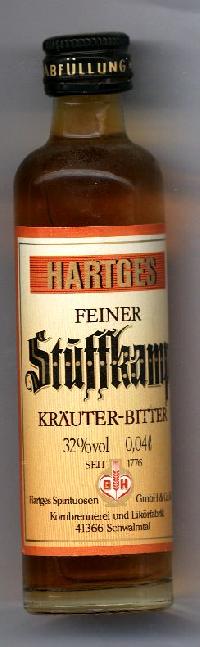 ABFÜLLUNG
HARTGES
FEINER
Stüffkamp
KRÄUTER-BITTER
32%vol 0,04ℓ
SEIT 1776
B H
Hartges Spirituosen GmbH & Co.
Kornbrennerei und Likörfabrik
41366 Schwalmtal